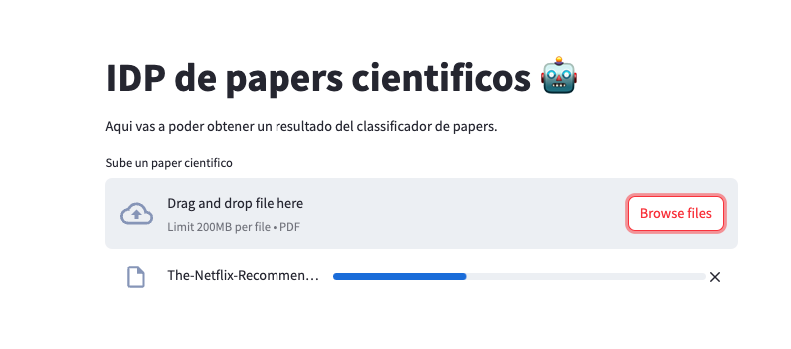 IDP de papers cientificos 🤖
Aqui vas a poder obtener un resultado del classificador de papers.
Sube un paper cientifico
Drag and drop file here
Limit 200MB per file • PDF
Browse files
The-Netflix-Recommen…